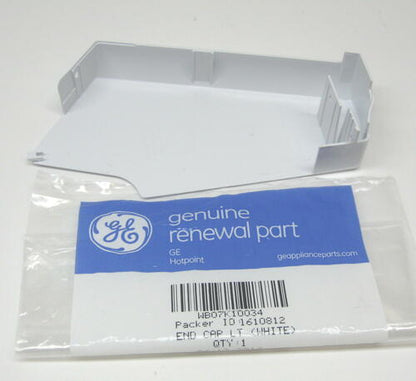 GE
genuine
renewal part
GE
Hotpoint
geapplianceparts.com
WB07K10034
Packer ID 1610812
END CAP LT (WHITE)
QTY 1